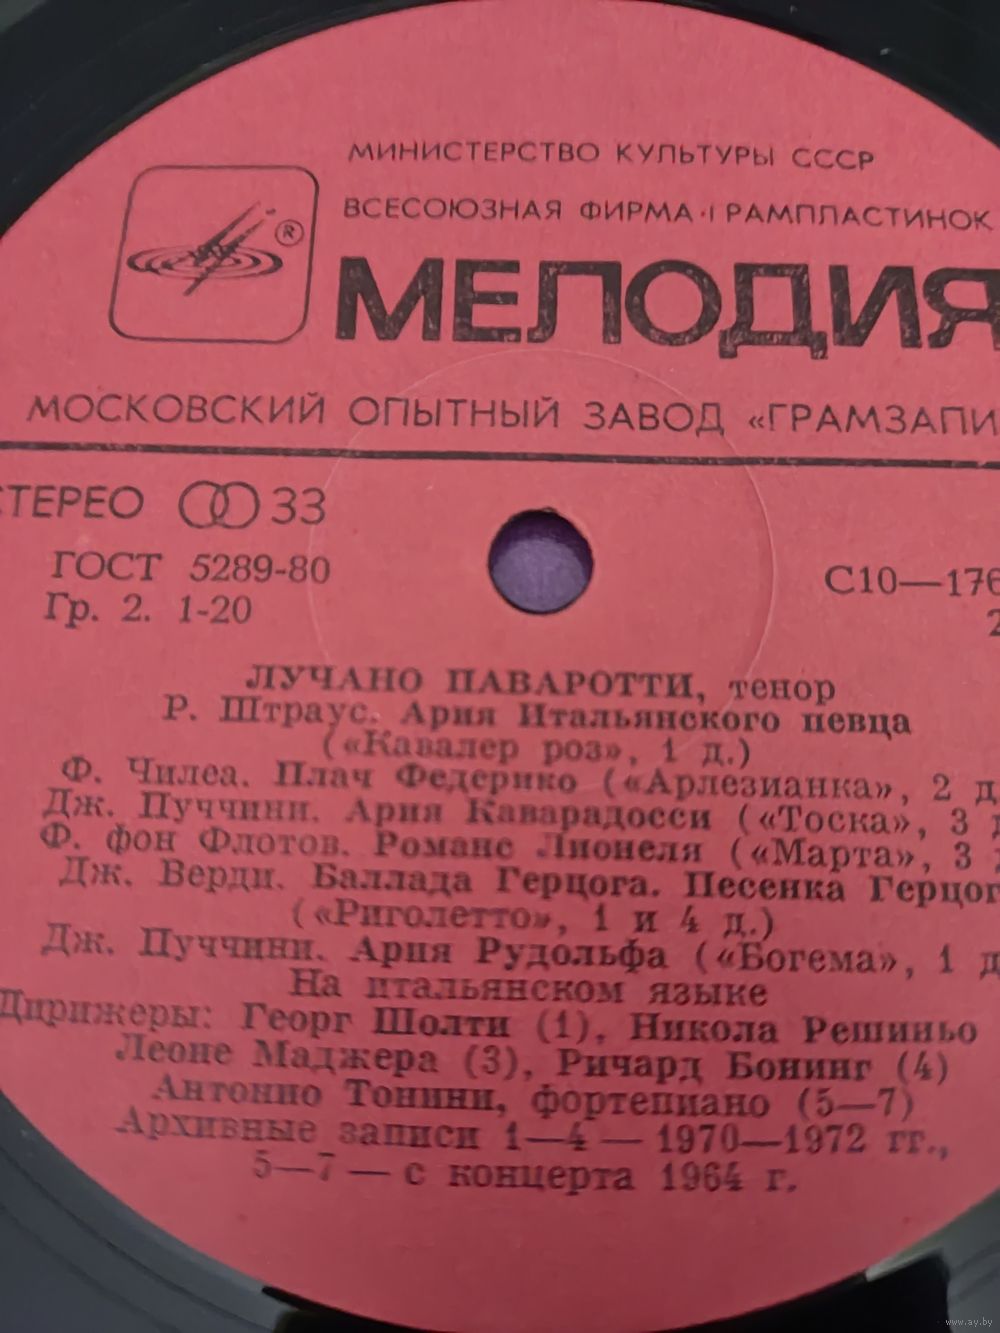 МИНИСТЕРСТВО КУЛЬТУРЫ СССР
ВСЕСОЮЗНАЯ ФИРМА ГРАМПЛАСТИНОК
®
МЕЛОДИЯ
МОСКОВСКИЙ ОПЫТНЫЙ ЗАВОД «ГРАМЗАПИ
СТЕРЕО 33
ГОСТ 5289-80
Гр. 2. 1-20
С10—176
2
ЛУЧАНО ПАВАРОТТИ, тенор
Р. Штраус. Ария Итальянского певца
(«Кавалер роз», 1 д.)
Ф. Чилеа. Плач Федерико («Арлезианка», 2 д
Дж. Пуччини. Ария Каварадосси («Тоска», 3 д
Ф. фон Флотов. Романс Лионеля («Марта», 3
Дж. Верди. Баллада Герцога. Песенка Герцог
(«Риголетто», 1 и 4 д.)
Дж. Пуччини. Ария Рудольфа («Богема», 1 д
На итальянском языке
Дирижеры: Георг Шолти (1), Никола Решиньо
Леоне Маджера (3), Ричард Бонинг (4)
Антонио Тонини, фортепиано (5—7)
Архивные записи 1—4 — 1970—1972 гг.,
5—7 — с концерта 1964 г.
www.ay.by